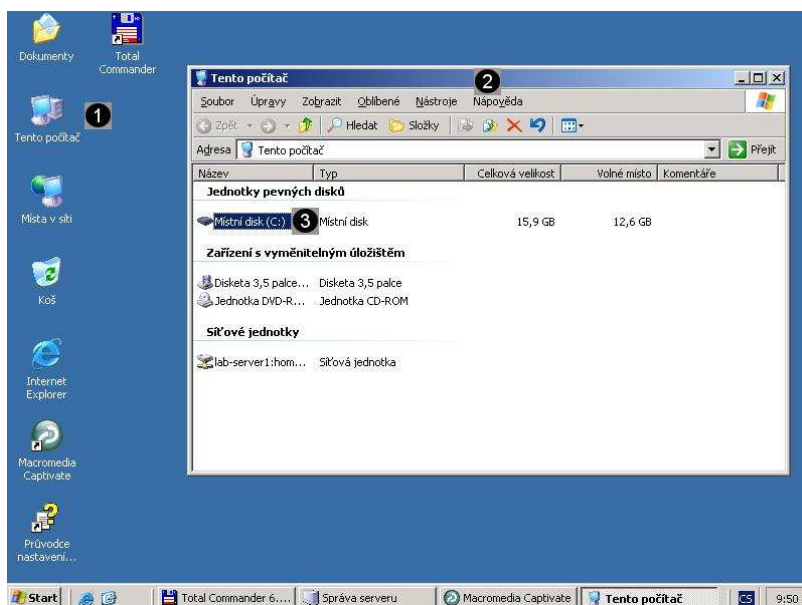 Dokumenty
Total
Commander
1
Tento počítač
Místa v síti
Koš
Internet
Explorer
Macromedia
Captivate
Průvodce
nastavení...
Tento počítač
2
Soubor Úpravy Zobrazit Oblíbené Nástroje Nápověda
Zpět Hledat Složky
Adresa Tento počítač Přejít
Název Typ Celková velikost Volné místo Komentáře
Jednotky pevných disků
Místní disk (C:) 3 Místní disk 15,9 GB 12,6 GB
Zařízení s vyměnitelným úložištěm
Disketa 3,5 palce... Disketa 3,5 palce
Jednotka DVD-R... Jednotka CD-ROM
Síťové jednotky
lab-server1:hom... Síťová jednotka
Start Total Commander 6.... Správa serveru Macromedia Captivate Tento počítač CS 9:50